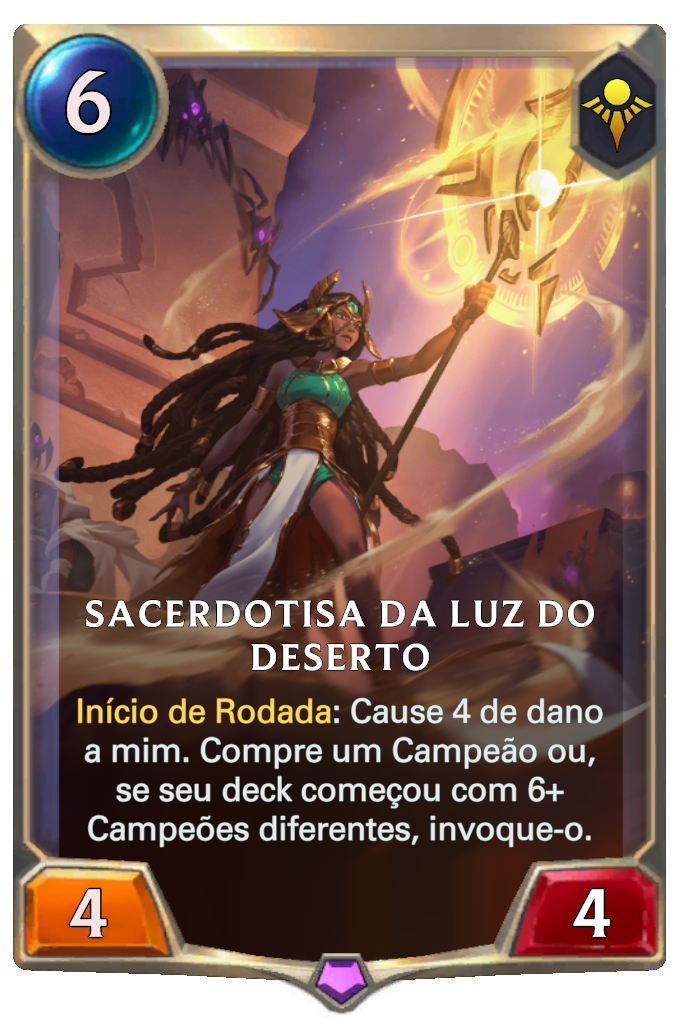 6
SACERDOTISA DA LUZ DO
DESERTO
Início de Rodada: Cause 4 de dano
a mim. Compre um Campeão ou,
se seu deck começou com 6+
Campeões diferentes, invoque-o.
4
4